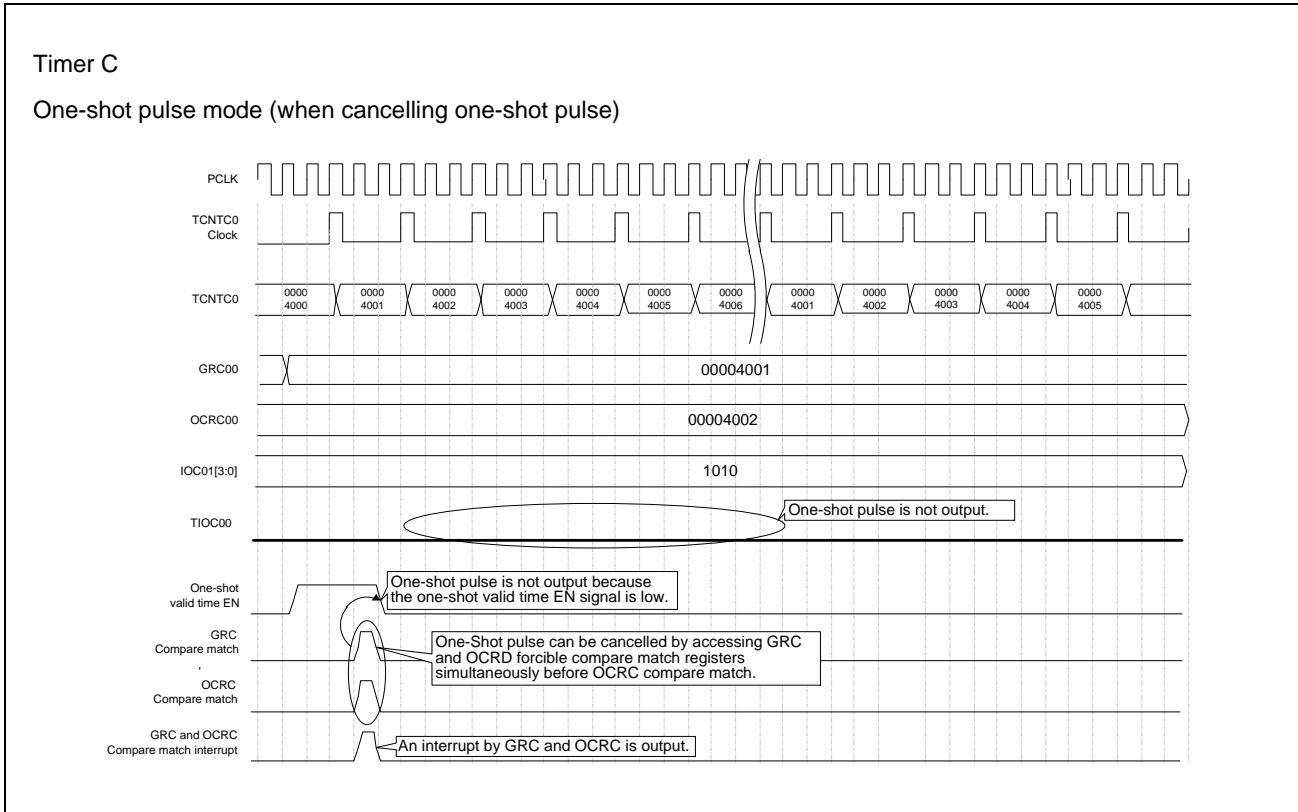 Timer C
One-shot pulse mode (when cancelling one-shot pulse)
PCLK
TCNTC0
Clock
TCNTC0
0000
4000
0000
4001
0000
4002
0000
4003
0000
4004
0000
4005
0000
4006
0000
4001
0000
4002
0000
4003
0000
4004
0000
4005
GRC00
00004001
OCRC00
00004002
IOC01[3:0]
1010
TIOC00
One-shot pulse is not output.
One-shot
valid time EN
One-shot pulse is not output because
the one-shot valid time EN signal is low.
GRC
Compare match
,
One-Shot pulse can be cancelled by accessing GRC
and OCRD forcible compare match registers
simultaneously before OCRC compare match.
OCRC
Compare match
GRC and OCRC
Compare match interrupt
An interrupt by GRC and OCRC is output.